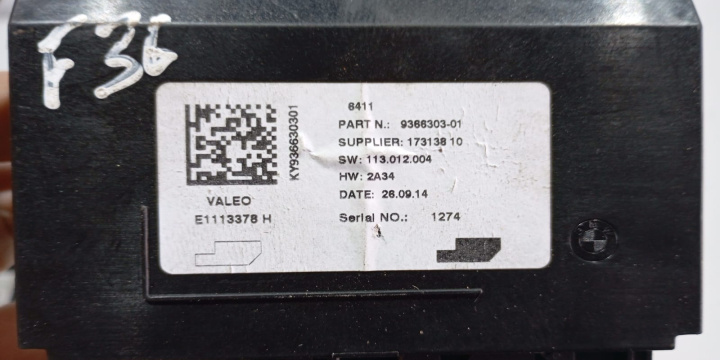 F36
6411
PART N.: 9366303-01
SUPPLIER: 173138 10
SW: 113.012.004
HW: 2A34
DATE: 26.09.14
Serial NO.: 1274
KY936630301
VALEO
E1113378 H